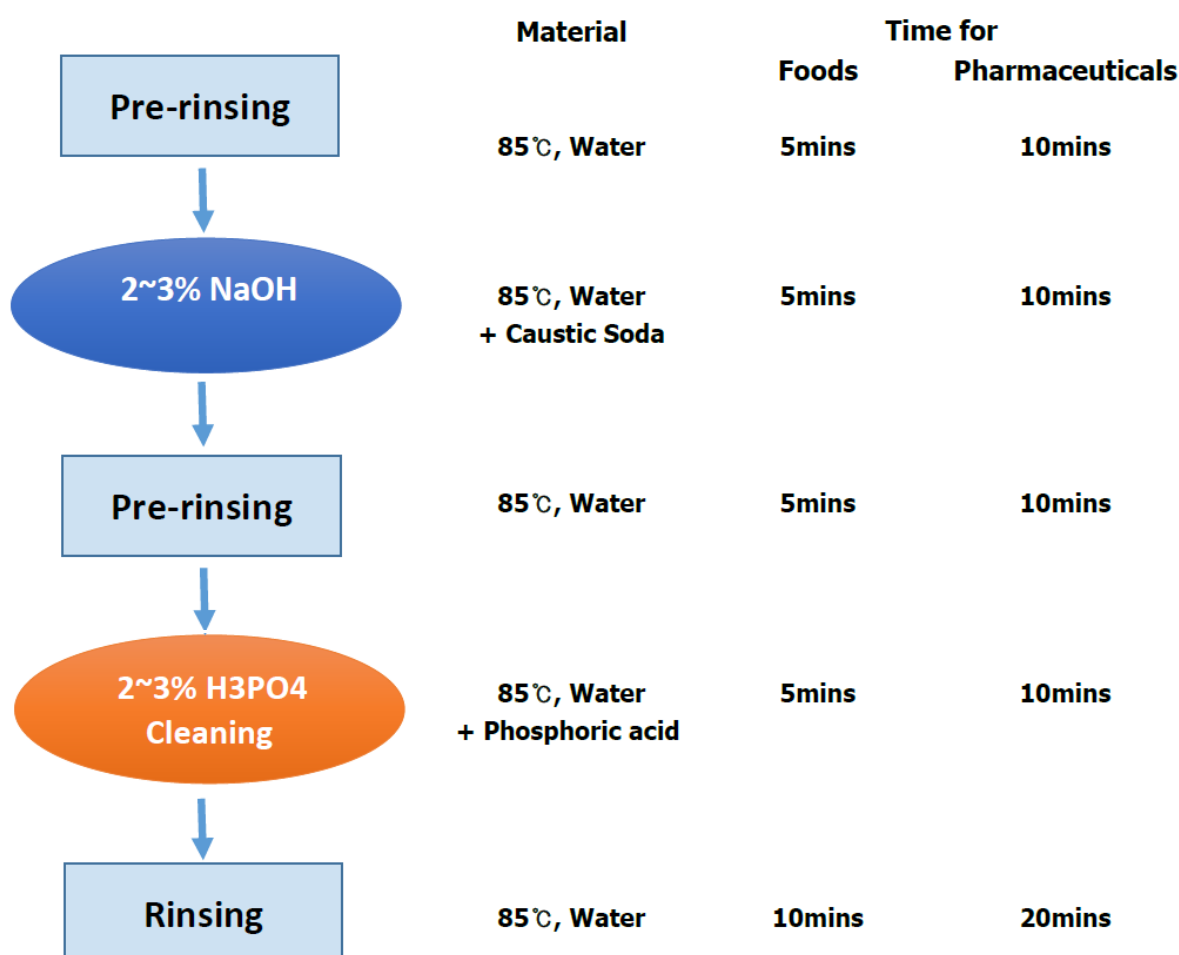 Material
Time for
Foods
Pharmaceuticals
Pre-rinsing
85℃, Water
5mins
10mins
2~3% NaOH
85℃, Water
+ Caustic Soda
5mins
10mins
Pre-rinsing
85℃, Water
5mins
10mins
2~3% H3PO4
Cleaning
85℃, Water
+ Phosphoric acid
5mins
10mins
Rinsing
85℃, Water
10mins
20mins